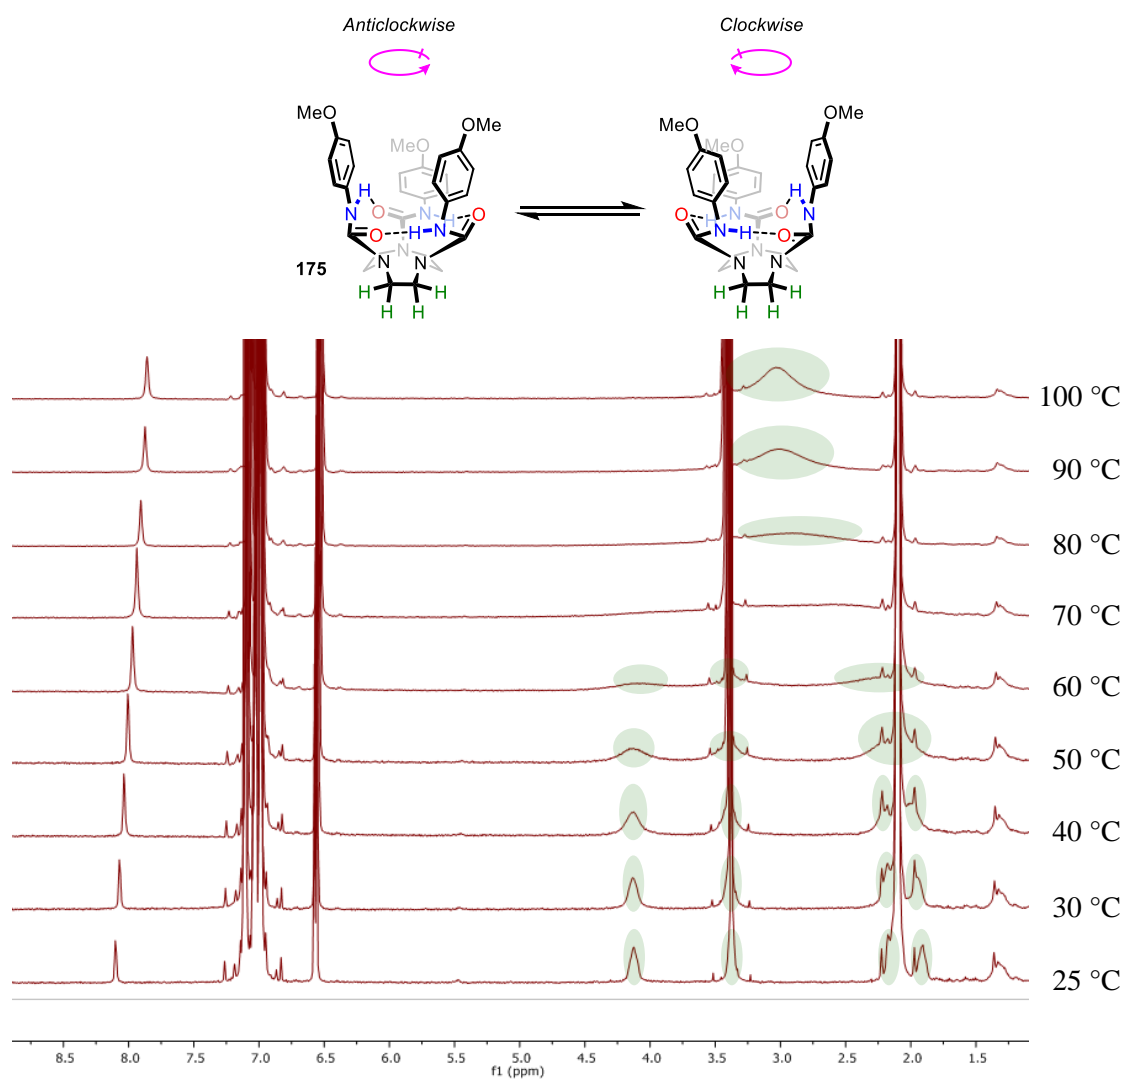 Anticlockwise Clockwise
MeO MeO OMe MeO MeO OMe
H H
N O N H O O H N O N
O H N N H O
N N
175 N N N N
H H H H
H H H H
100 °C
90 °C
80 °C
70 °C
60 °C
50 °C
40 °C
30 °C
25 °C
8.5 8.0 7.5 7.0 6.5 6.0 5.5 5.0 4.5 4.0 3.5 3.0 2.5 2.0 1.5
f1 (ppm)